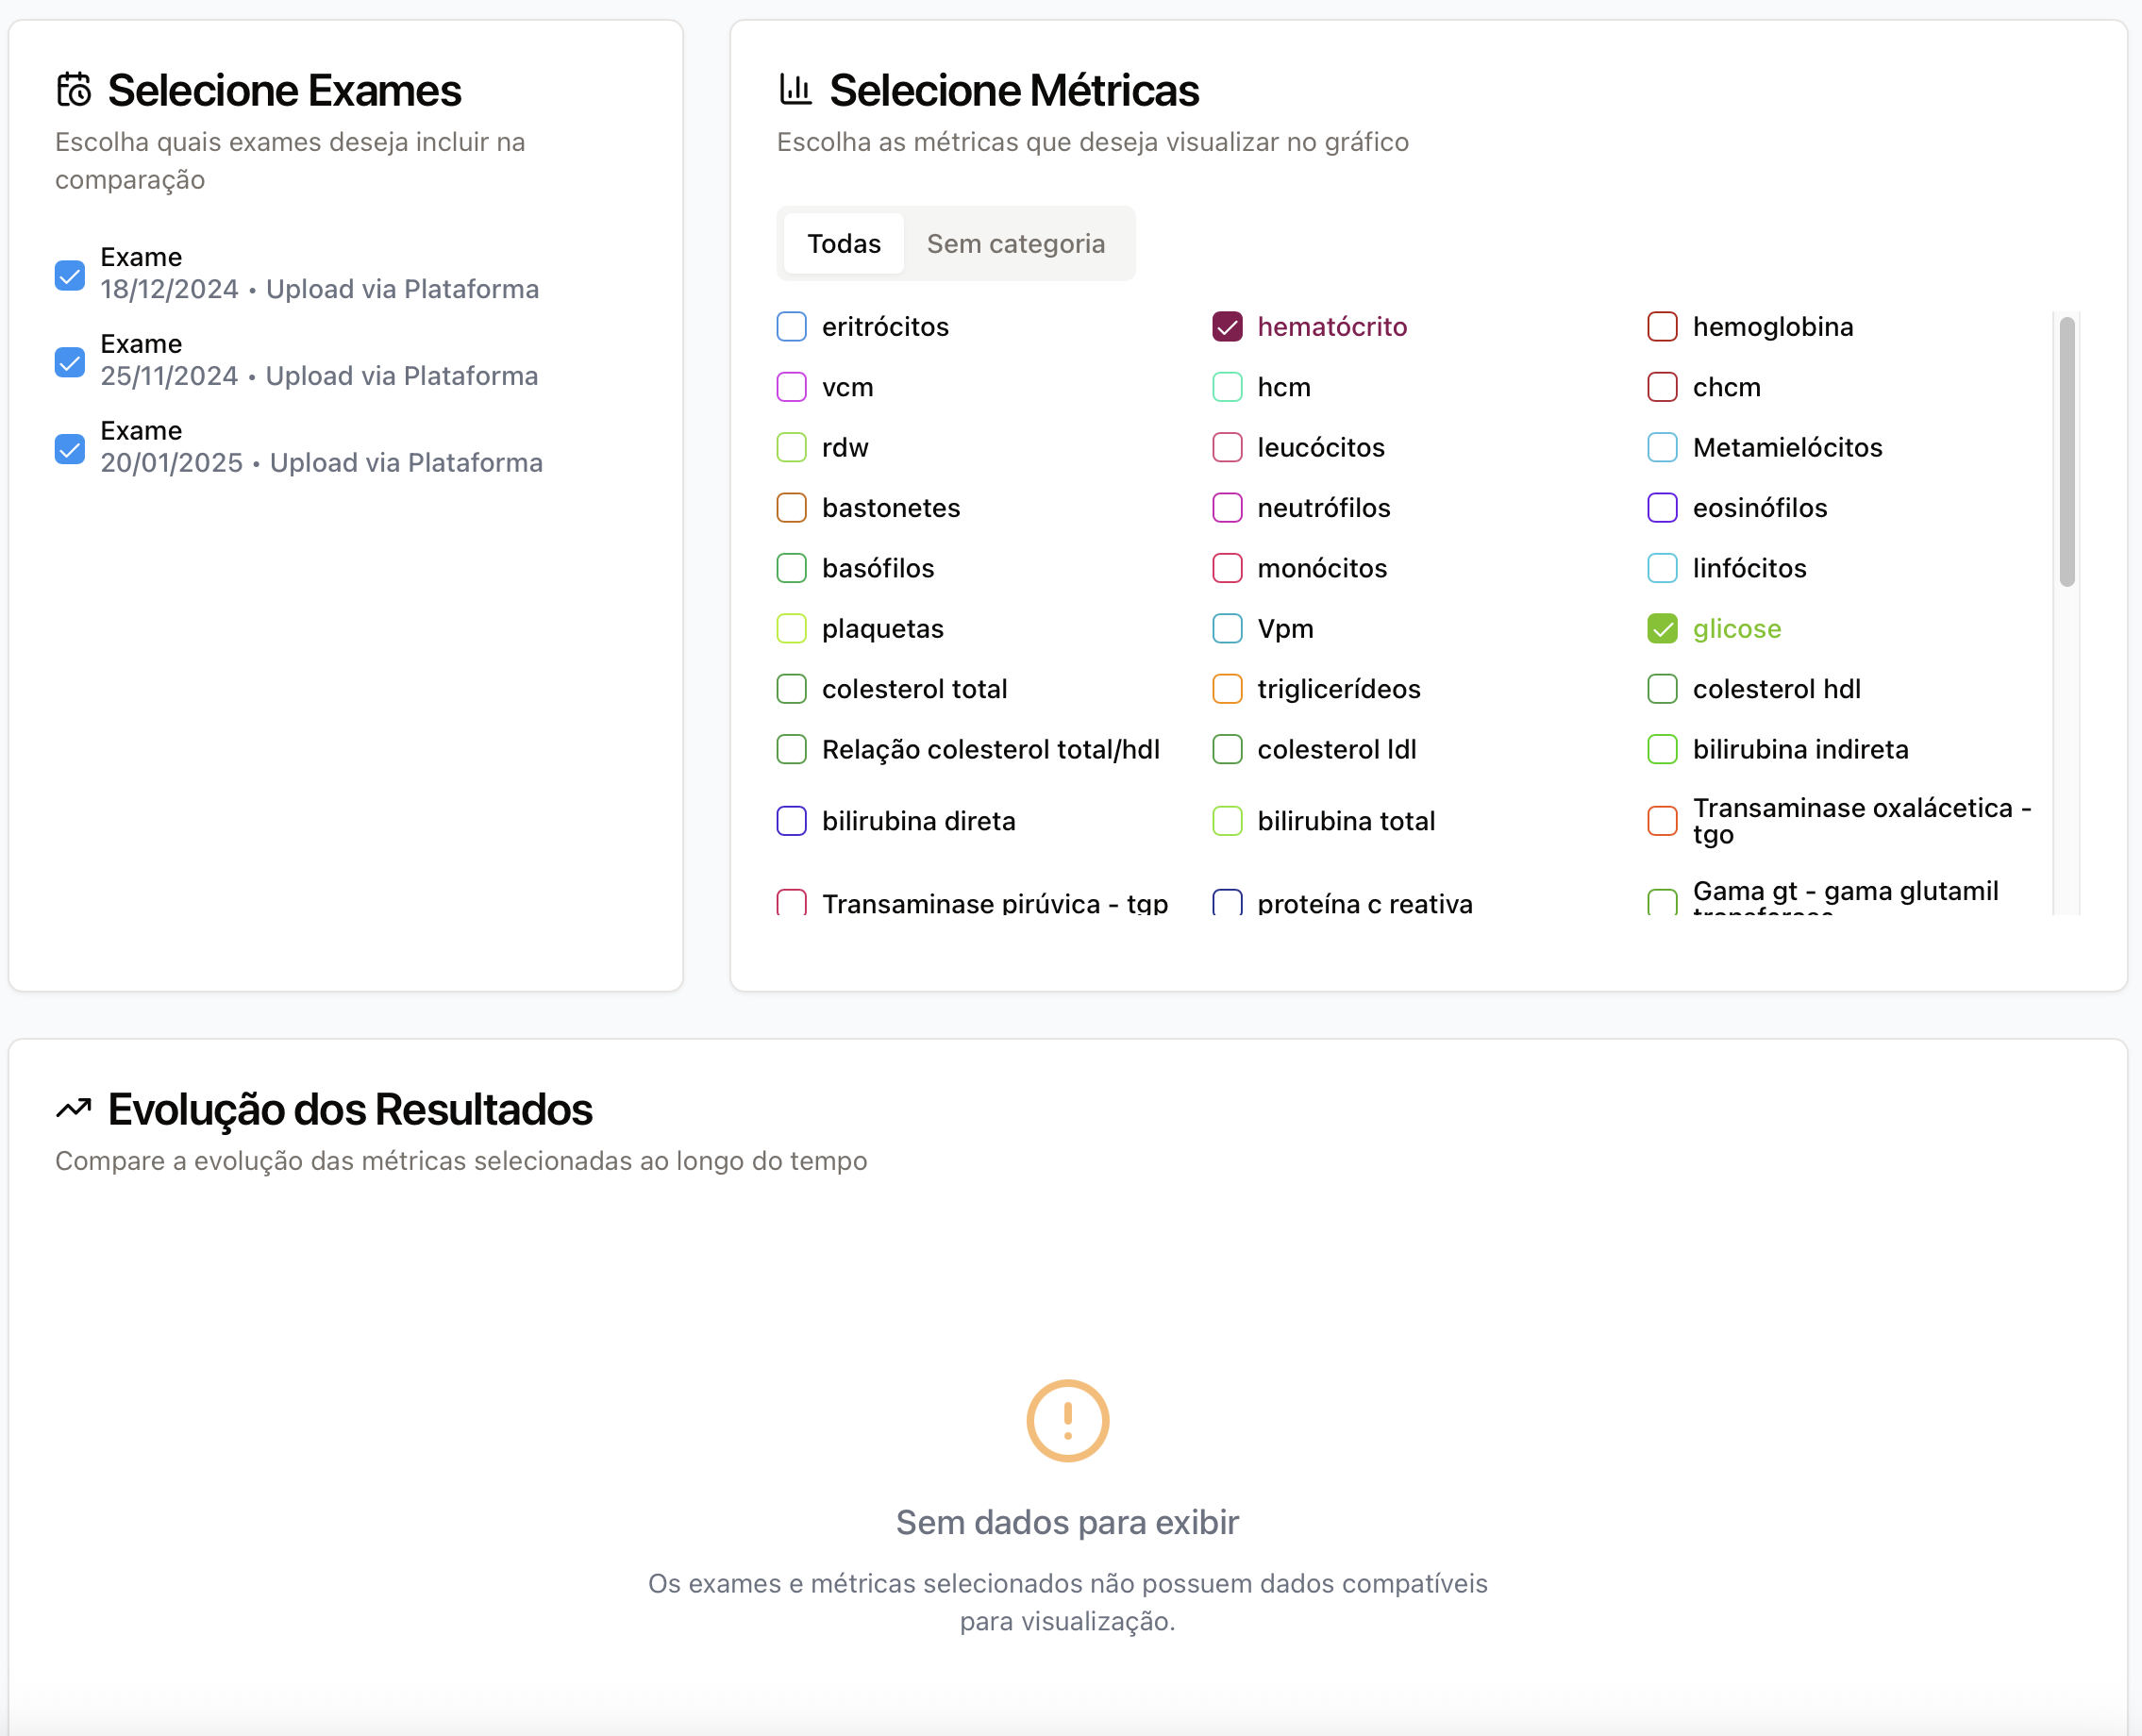 Selecione Exames
Escolha quais exames deseja incluir na
comparação
Exame
18/12/2024 • Upload via Plataforma
Exame
25/11/2024 • Upload via Plataforma
Exame
20/01/2025 • Upload via Plataforma
Selecione Métricas
Escolha as métricas que deseja visualizar no gráfico
Todas Sem categoria
eritrócitos hematócrito hemoglobina
vcm hcm chcm
rdw leucócitos Metamielócitos
bastonetes neutrófilos eosinófilos
basófilos monócitos linfócitos
plaquetas Vpm glicose
colesterol total triglicerídeos colesterol hdl
Relação colesterol total/hdl colesterol ldl bilirubina indireta
bilirubina direta bilirubina total Transaminase oxalácetica -
tgo
Transaminase pirúvica - tgp proteína c reativa Gama gt - gama glutamil
Evolução dos Resultados
Compare a evolução das métricas selecionadas ao longo do tempo
Sem dados para exibir
Os exames e métricas selecionados não possuem dados compatíveis
para visualização.